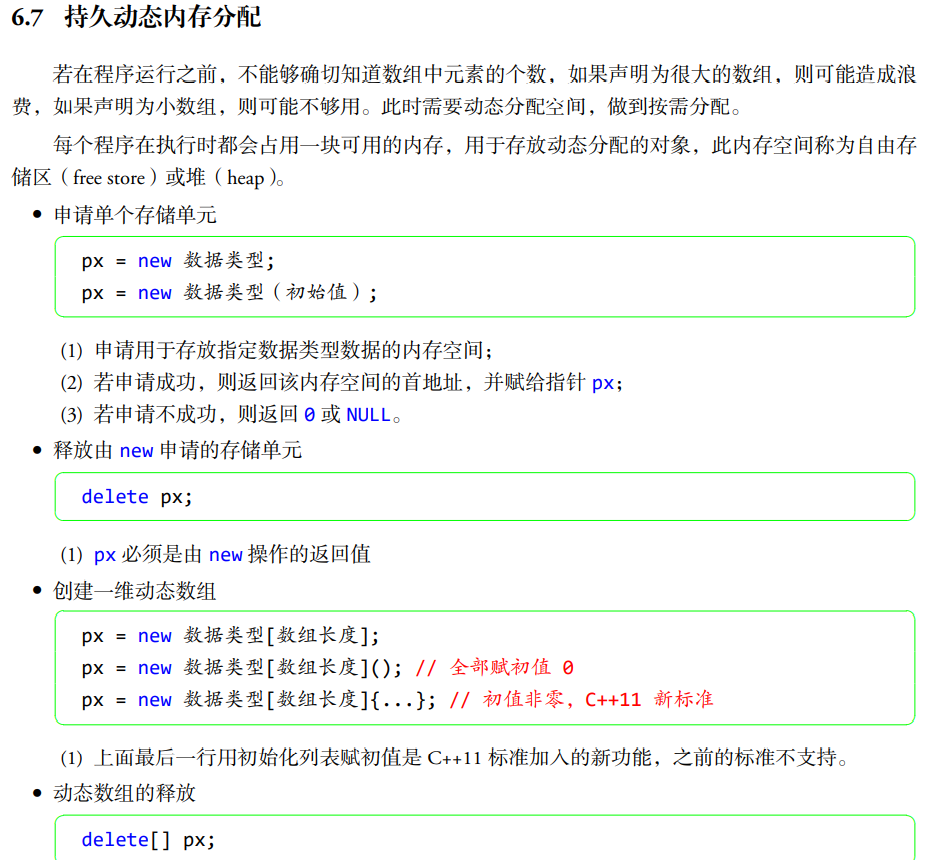 6.7 持久动态内存分配
若在程序运行之前，不能够确切知道数组中元素的个数，如果声明为很大的数组，则可能造成浪
费，如果声明为小数组，则可能不够用。此时需要动态分配空间，做到按需分配。
每个程序在执行时都会占用一块可用的内存，用于存放动态分配的对象，此内存空间称为自由存
储区（free store）或堆（heap）。
• 申请单个存储单元
px = new 数据类型;
px = new 数据类型（初始值）;
(1) 申请用于存放指定数据类型数据的内存空间；
(2) 若申请成功，则返回该内存空间的首地址，并赋给指针 px；
(3) 若申请不成功，则返回 0 或 NULL。
• 释放由 new 申请的存储单元
delete px;
(1) px 必须是由 new 操作的返回值
• 创建一维动态数组
px = new 数据类型[数组长度];
px = new 数据类型[数组长度](); // 全部赋初值 0
px = new 数据类型[数组长度]{...}; // 初值非零，C++11 新标准
(1) 上面最后一行用初始化列表赋初值是 C++11 标准加入的新功能，之前的标准不支持。
• 动态数组的释放
delete[] px;